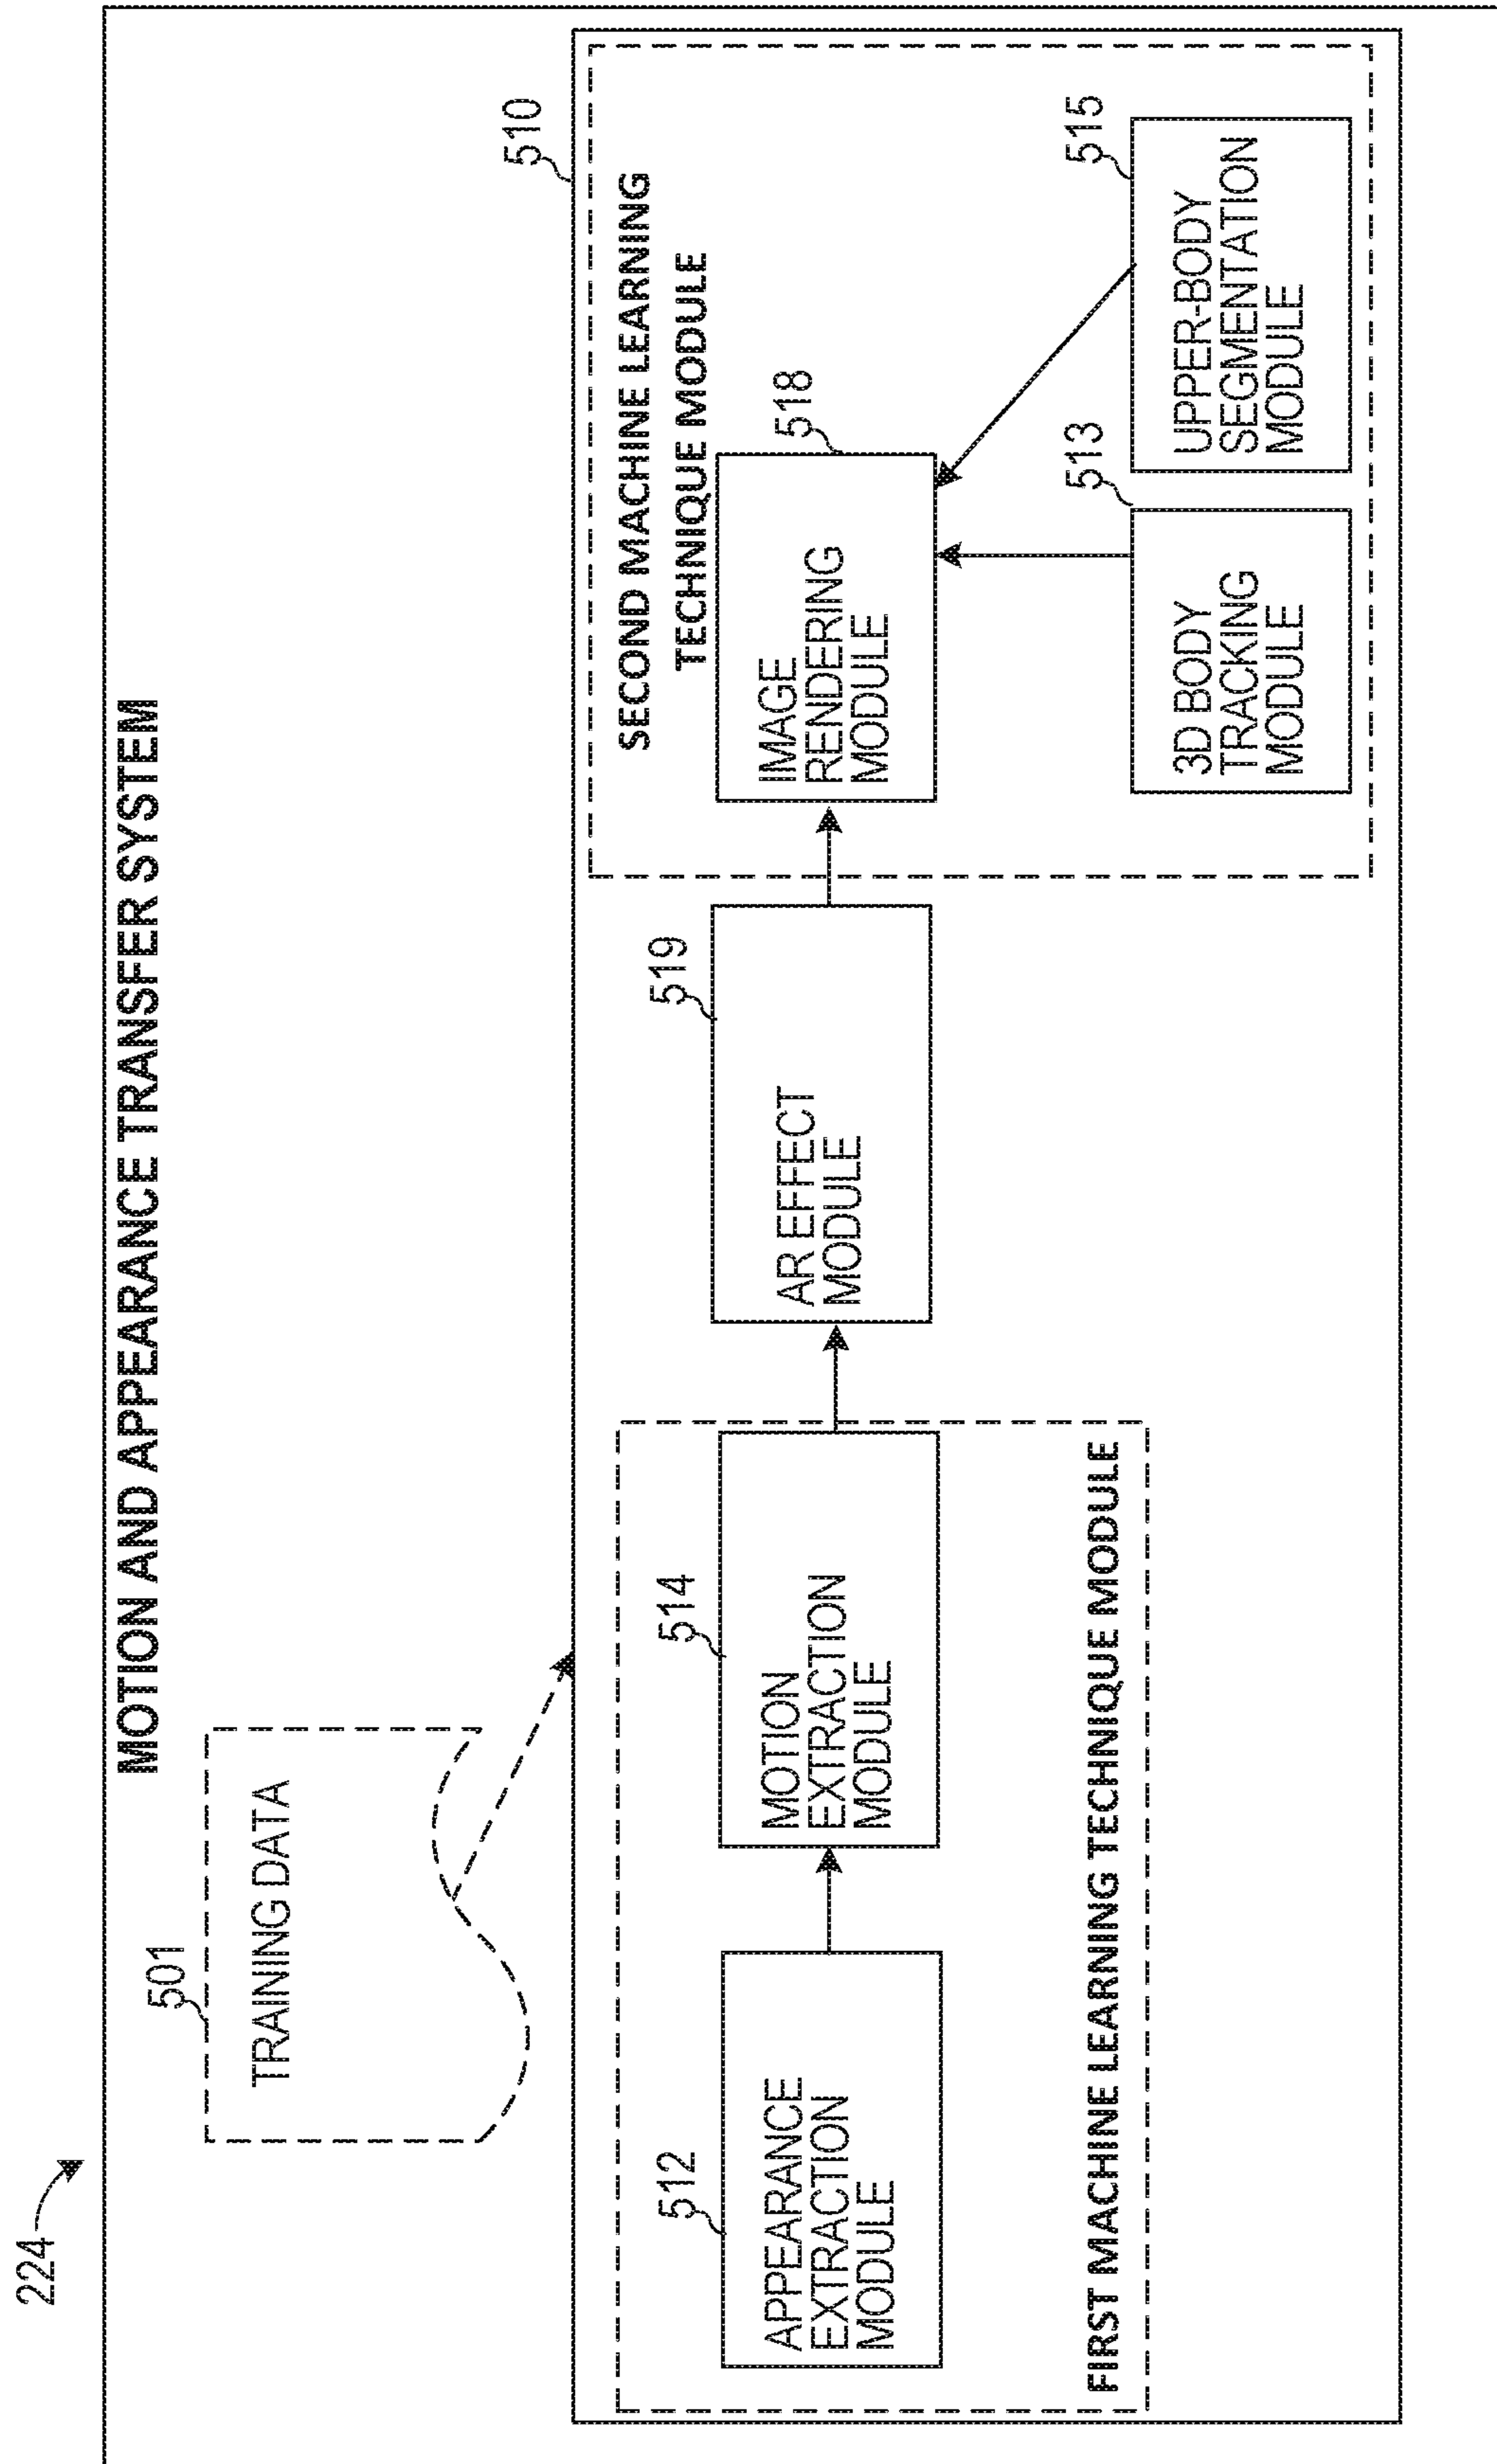 224
MOTION AND APPEARANCE TRANSFER SYSTEM
501
TRAINING DATA
510
FIRST MACHINE LEARNING TECHNIQUE MODULE
512
APPEARANCE
EXTRACTION
MODULE
514
MOTION
EXTRACTION
MODULE
519
AR EFFECT
MODULE
SECOND MACHINE LEARNING
TECHNIQUE MODULE
518
IMAGE
RENDERING
MODULE
513
3D BODY
TRACKING
MODULE
515
UPPER-BODY
SEGMENTATION
MODULE